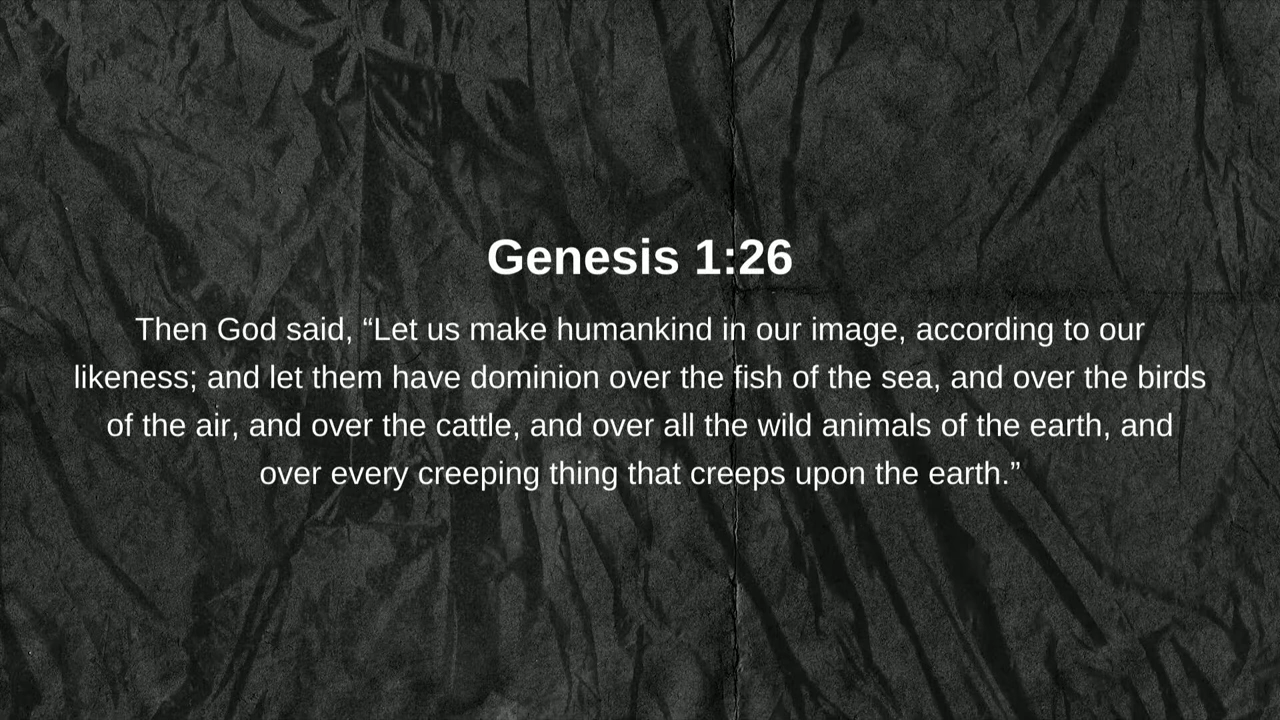 Genesis 1:26
Then God said, “Let us make humankind in our image, according to our
likeness; and let them have dominion over the fish of the sea, and over the birds
of the air, and over the cattle, and over all the wild animals of the earth, and
over every creeping thing that creeps upon the earth.”